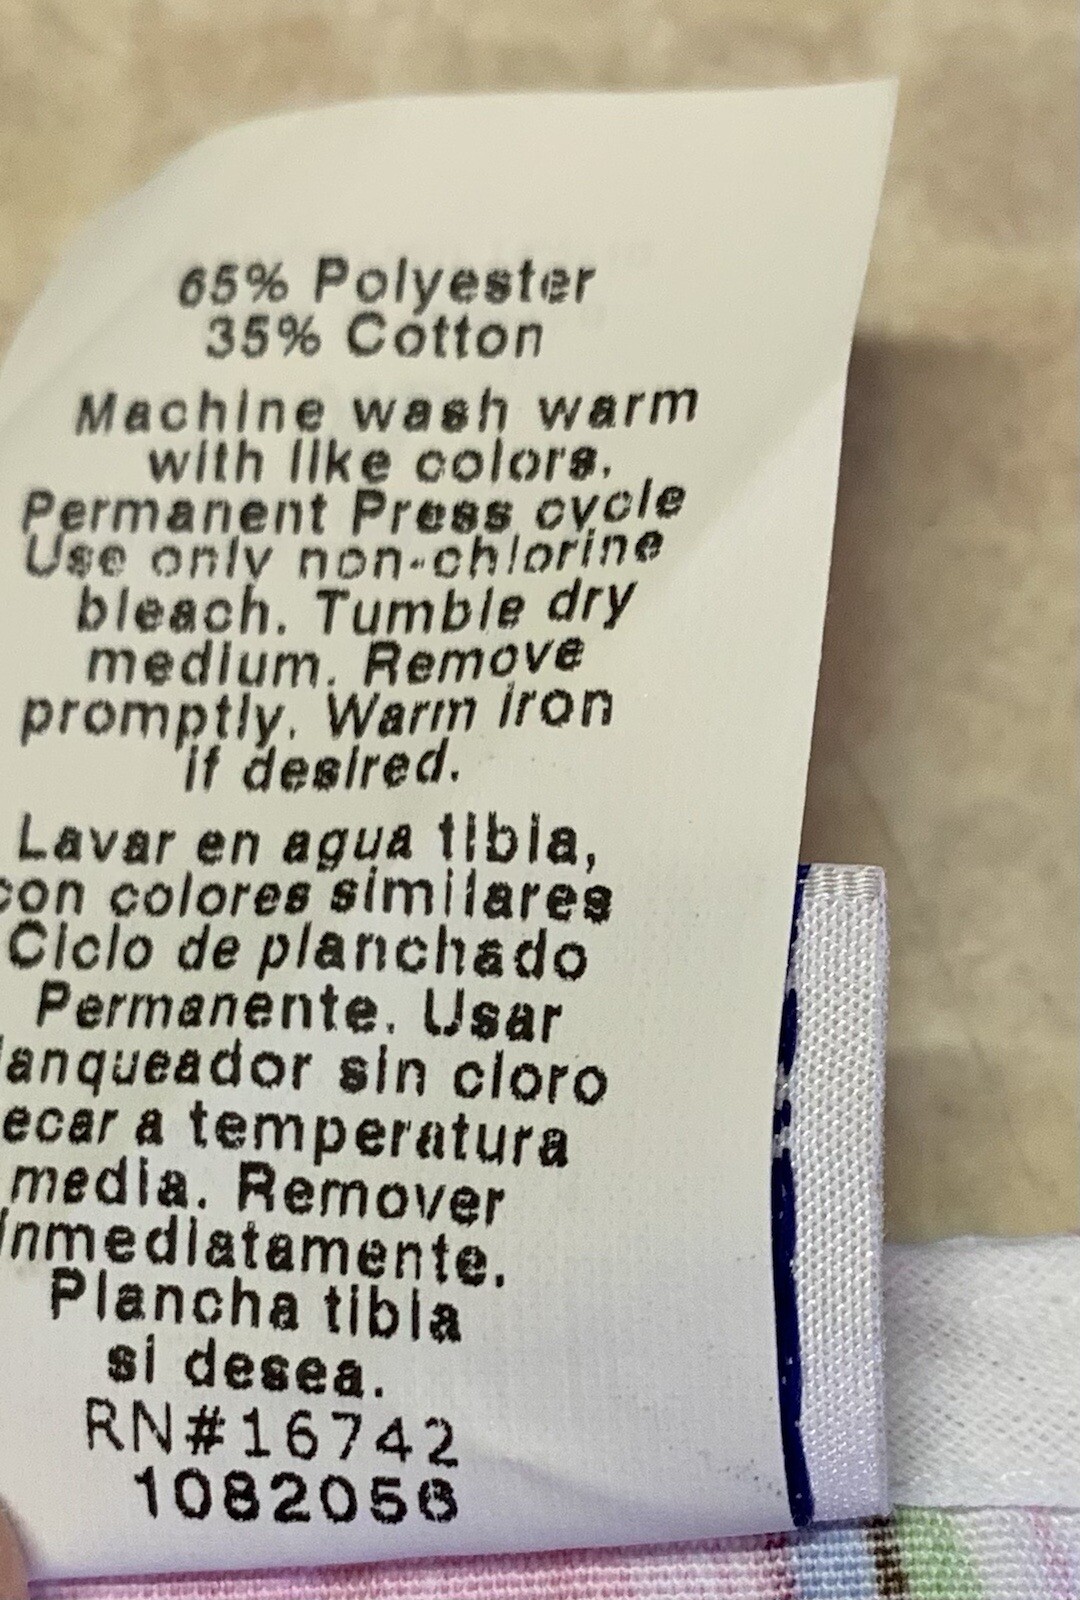 65% Polyester
35% Cotton
Machine wash warm
with like colors.
Permanent Press cycle
Use only non-chlorine
bleach. Tumble dry
medium. Remove
promptly. Warm iron
if desired.
Lavar en agua tibia,
con colores similares
Ciclo de planchado
Permanente. Usar
lanqueador sin cloro
ecar a temperatura
media. Remover
inmediatamente.
Plancha tibia
si desea.
RN#16742
1082056